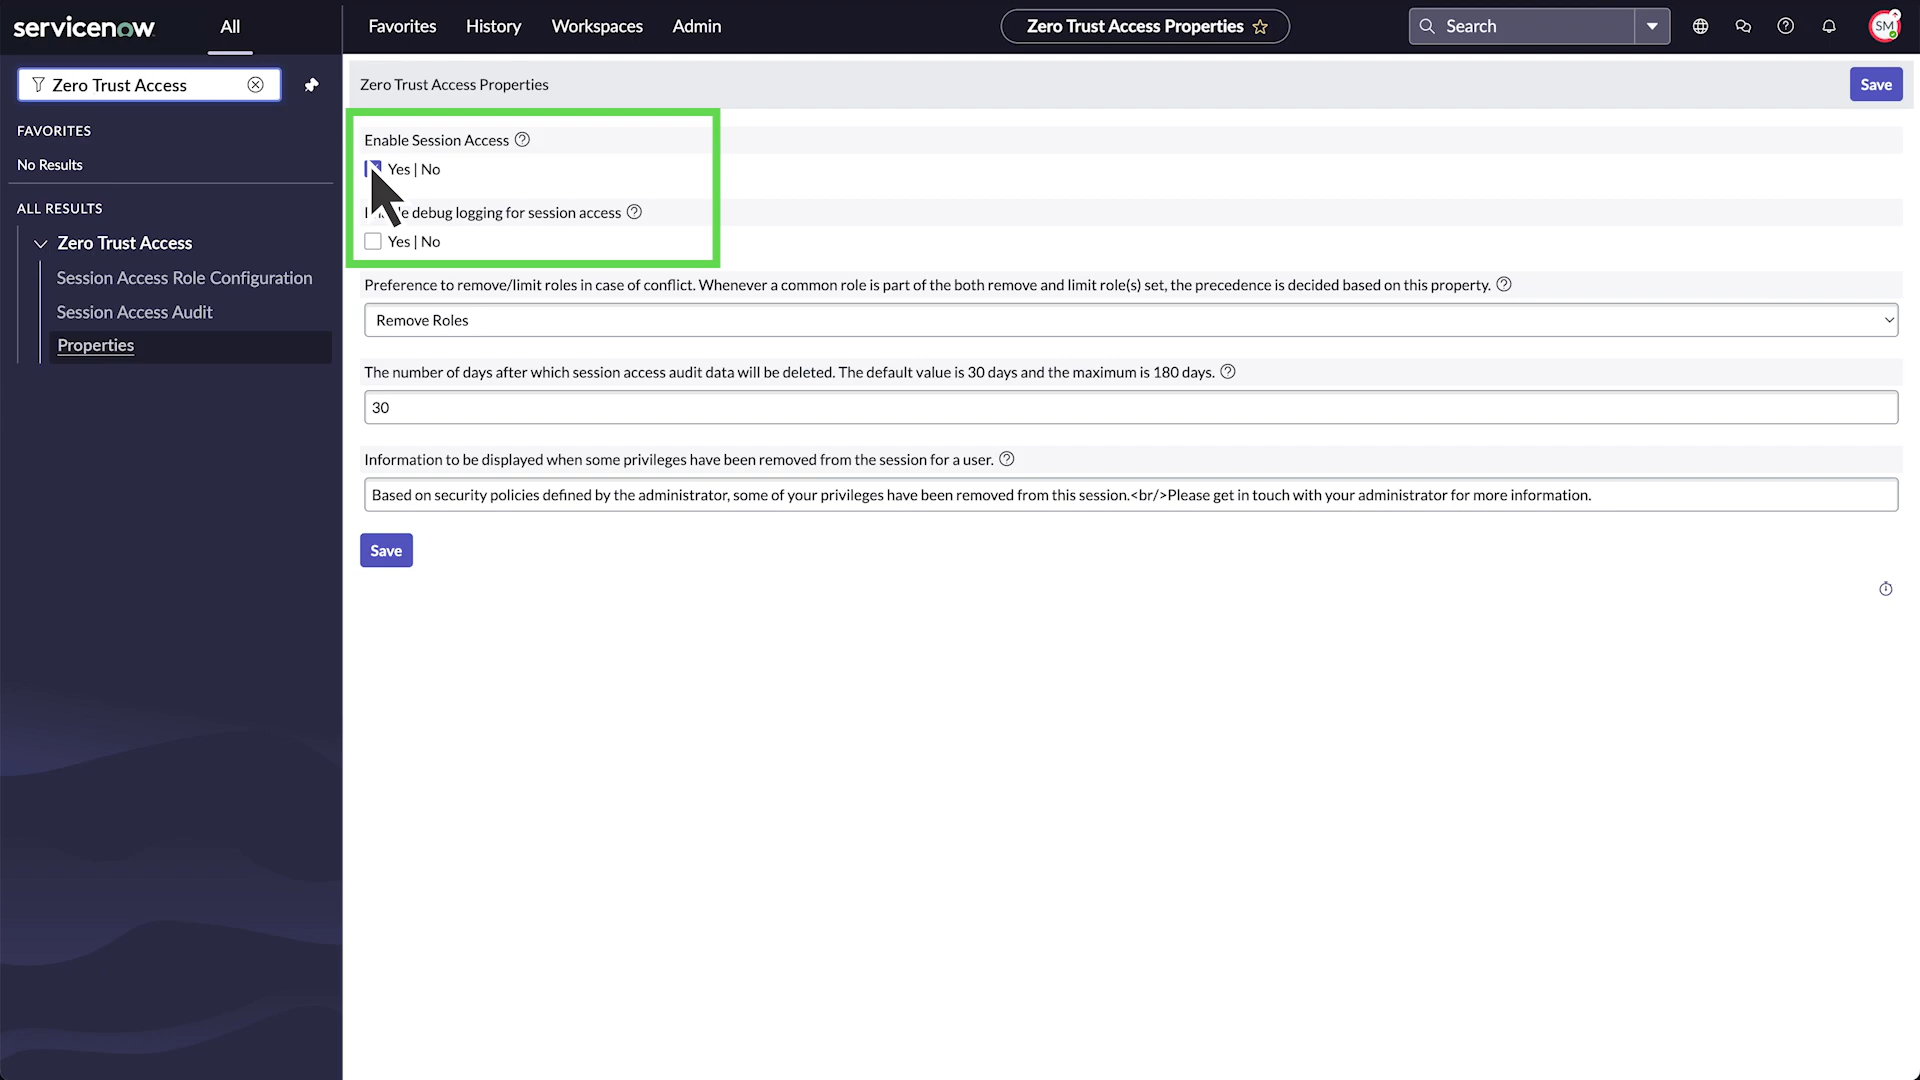 servicenow
All
Favorites
History
Workspaces
Admin
Zero Trust Access Properties
Search
SM
Zero Trust Access
Zero Trust Access Properties
Save
FAVORITES
No Results
ALL RESULTS
Zero Trust Access
Session Access Role Configuration
Session Access Audit
Properties
Enable Session Access
Yes | No
debug logging for session access
Yes | No
Preference to remove/limit roles in case of conflict. Whenever a common role is part of the both remove and limit role(s) set, the precedence is decided based on this property.
Remove Roles
The number of days after which session access audit data will be deleted. The default value is 30 days and the maximum is 180 days.
30
Information to be displayed when some privileges have been removed from the session for a user.
Based on security policies defined by the administrator, some of your privileges have been removed from this session.<br/>Please get in touch with your administrator for more information.
Save